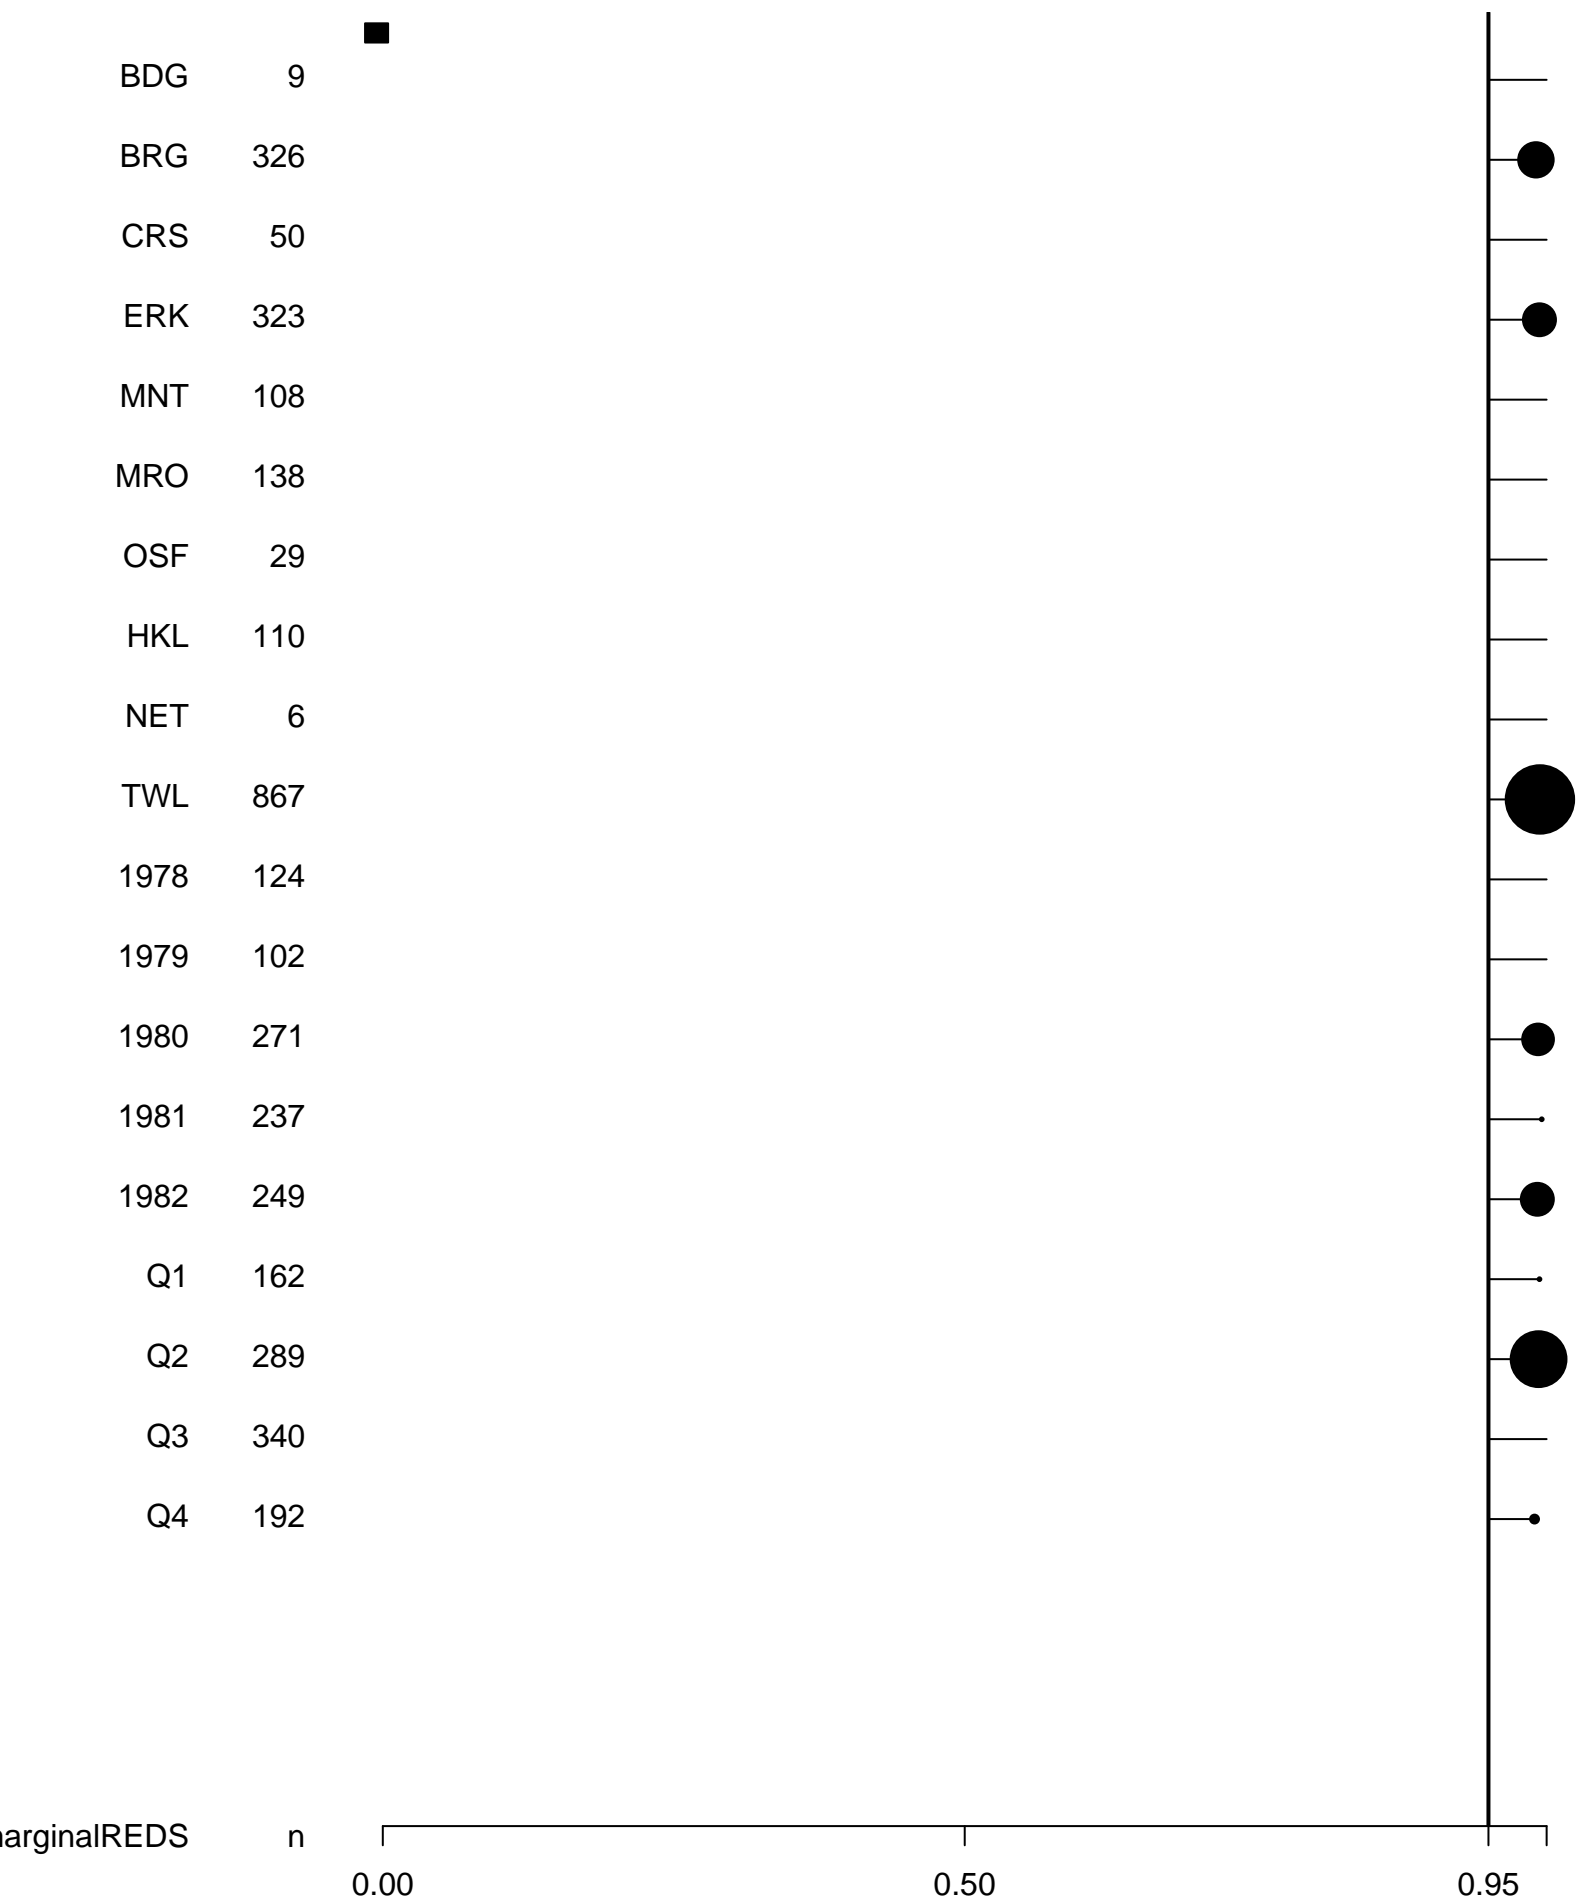 BDG 9
BRG 326
CRS 50
ERK 323
MNT 108
MRO 138
OSF 29
HKL 110
NET 6
TWL 867
1978 124
1979 102
1980 271
1981 237
1982 249
Q1 162
Q2 289
Q3 340
Q4 192
arginalREDS n
0.00 0.50 0.95